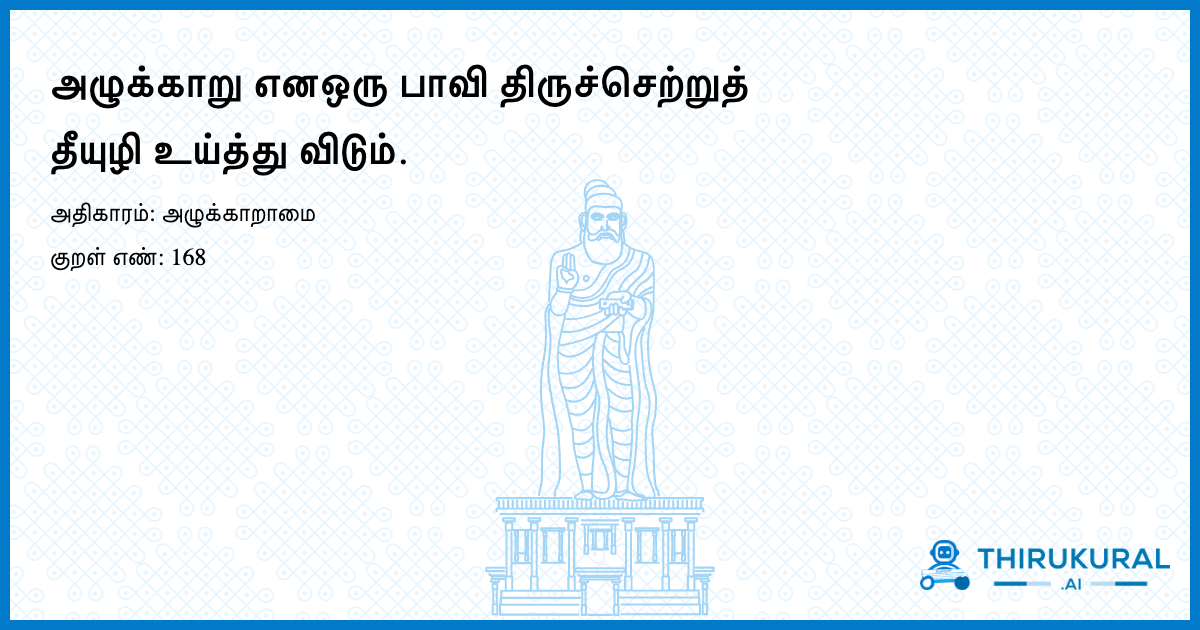 அழுக்காறு எனஒரு பாவி திருச்செற்றுத்
தீயுழி உய்த்து விடும்.
அதிகாரம்: அழுக்காறாமை
குறள் எண்: 168
THIRUKURAL
.AI